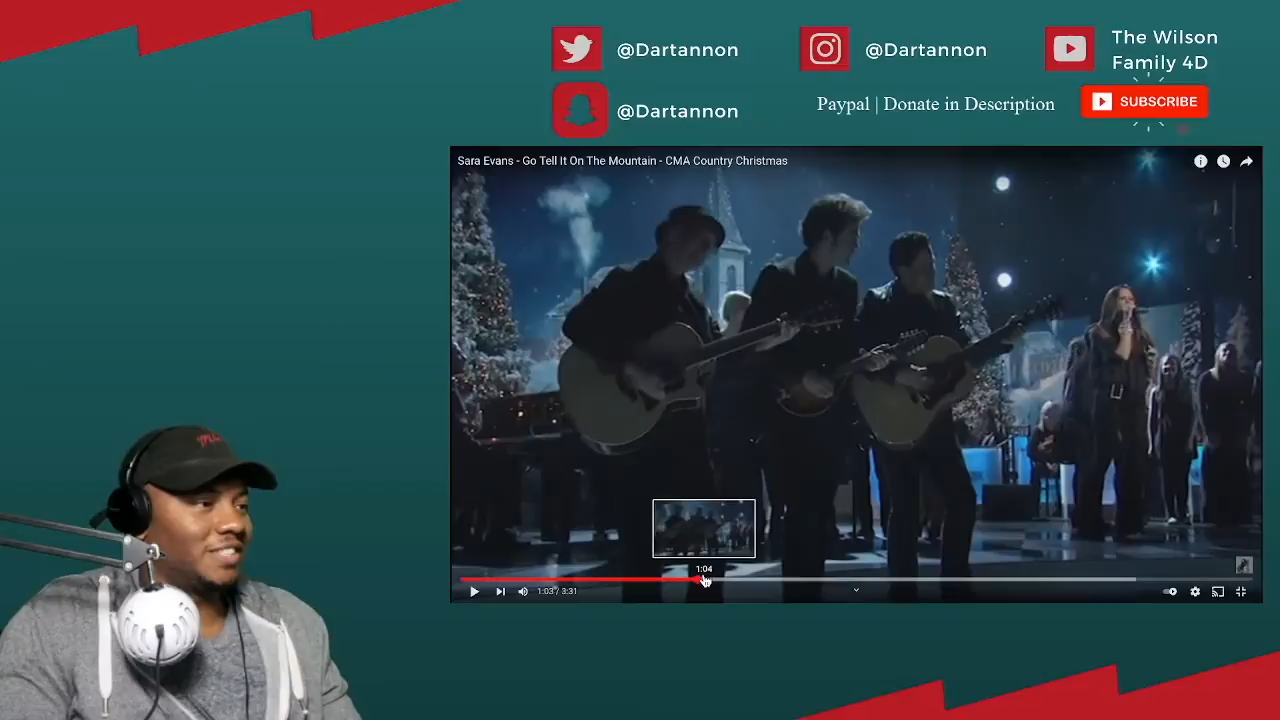 @Dartannon
@Dartannon
The Wilson
Family 4D
@Dartannon
Paypal | Donate in Description
SUBSCRIBE
Sara Evans - Go Tell It On The Mountain - CMA Country Christmas
1:04
1:03 / 3:31